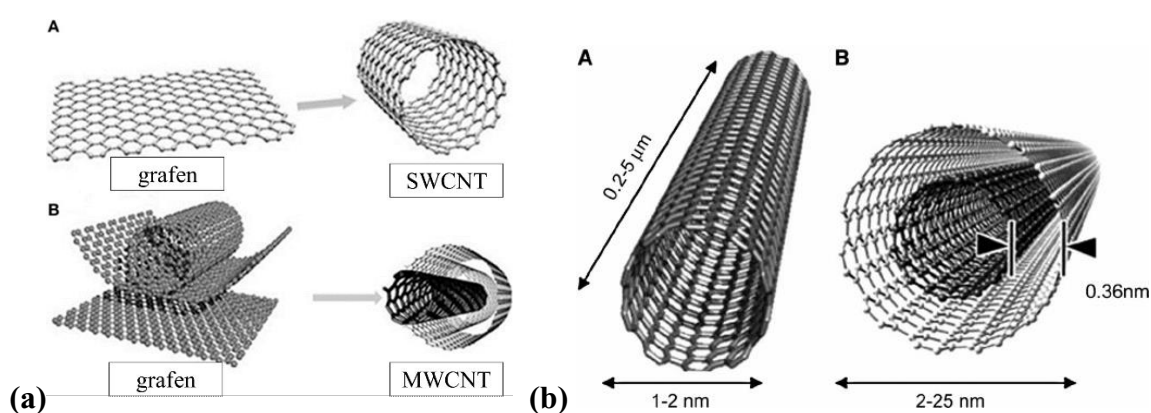 A
grafen
SWCNT
B
grafen
MWCNT
(a)
A
0.2-5 µm
1-2 nm
B
0.36nm
2-25 nm
(b)